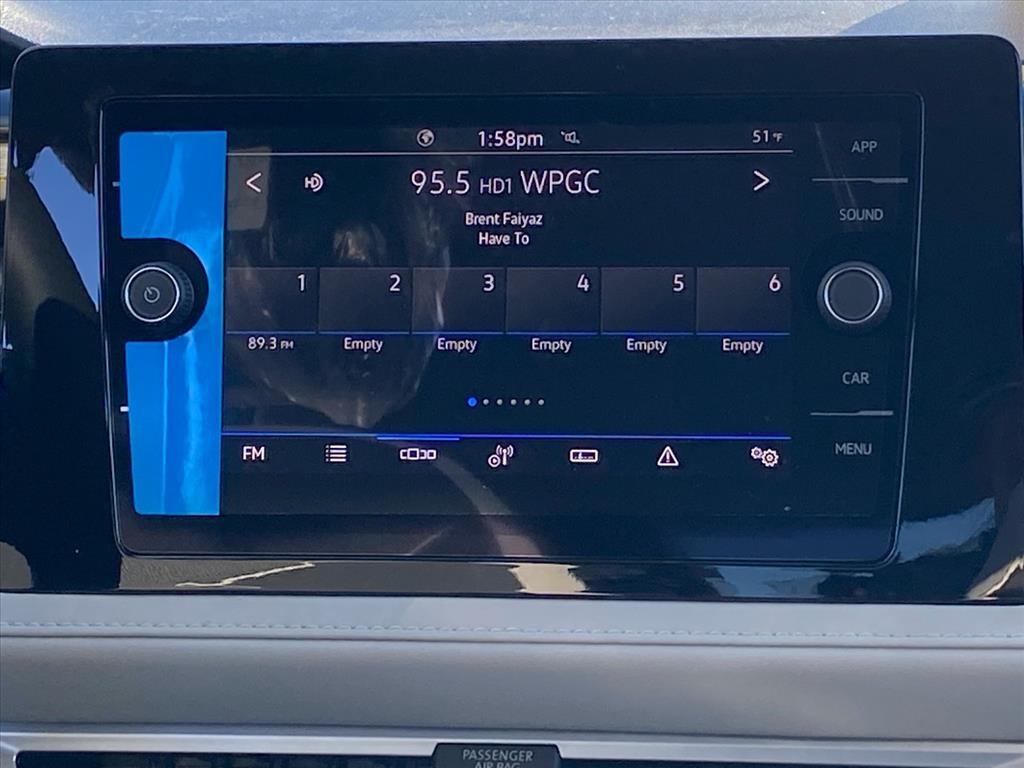 1:58pm 51°F
APP
< HD 95.5 HD1 WPGC >
SOUND
Brent Faiyaz
Have To
1 2 3 4 5 6
89.3 FM Empty Empty Empty Empty Empty
CAR
FM
MENU
PASSENGER
AIR BAG